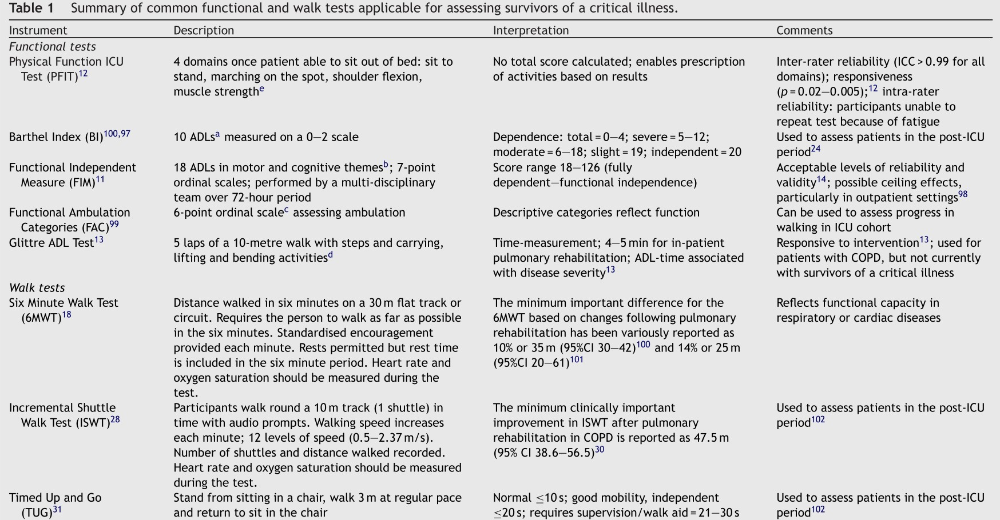 Table 1 Summary of common functional and walk tests applicable for assessing survivors of a critical illness.
Instrument Description Interpretation Comments
Functional tests
Physical Function ICU Test (PFIT)12
4 domains once patient able to sit out of bed: sit to
stand, marching on the spot, shoulder flexion,
muscle strengthe
No total score calculated; enables prescription
of activities based on results
Inter-rater reliability (ICC > 0.99 for all
domains); responsiveness
(p = 0.02–0.005);12 intra-rater
reliability: participants unable to
repeat test because of fatigue
Barthel Index (BI)100,97
10 ADLsa measured on a 0–2 scale
Dependence: total = 0–4; severe = 5–12;
moderate = 6–18; slight = 19; independent = 20
Used to assess patients in the post-ICU
period24
Functional Independent
Measure (FIM)11
18 ADLs in motor and cognitive themesb; 7-point
ordinal scales; performed by a multi-disciplinary
team over 72-hour period
Score range 18–126 (fully
dependent–functional independence)
Acceptable levels of reliability and
validity14; possible ceiling effects,
particularly in outpatient settings98
Functional Ambulation
Categories (FAC)99
6-point ordinal scalec assessing ambulation
Descriptive categories reflect function
Can be used to assess progress in
walking in ICU cohort
Glittre ADL Test13
5 laps of a 10-metre walk with steps and carrying,
lifting and bending activitiesd
Time-measurement; 4–5 min for in-patient
pulmonary rehabilitation; ADL-time associated
with disease severity13
Responsive to intervention13; used for
patients with COPD, but not currently
with survivors of a critical illness
Walk tests
Six Minute Walk Test
(6MWT)18
Distance walked in six minutes on a 30 m flat track or
circuit. Requires the person to walk as far as possible
in the six minutes. Standardised encouragement
provided each minute. Rests permitted but rest time
is included in the six minute period. Heart rate and
oxygen saturation should be measured during the
test.
The minimum important difference for the
6MWT based on changes following pulmonary
rehabilitation has been variously reported as
10% or 35 m (95%CI 30–42)100 and 14% or 25 m
(95%CI 20–61)101
Reflects functional capacity in
respiratory or cardiac diseases
Incremental Shuttle
Walk Test (ISWT)28
Participants walk round a 10 m track (1 shuttle) in
time with audio prompts. Walking speed increases
each minute; 12 levels of speed (0.5–2.37 m/s).
Number of shuttles and distance walked recorded.
Heart rate and oxygen saturation should be measured
during the test.
The minimum clinically important
improvement in ISWT after pulmonary
rehabilitation in COPD is reported as 47.5 m
(95% CI 38.6–56.5)30
Used to assess patients in the post-ICU
period102
Timed Up and Go
(TUG)31
Stand from sitting in a chair, walk 3 m at regular pace
and return to sit in the chair
Normal ≤10 s; good mobility, independent
≤20 s; requires supervision/walk aid = 21–30 s
Used to assess patients in the post-ICU
period102